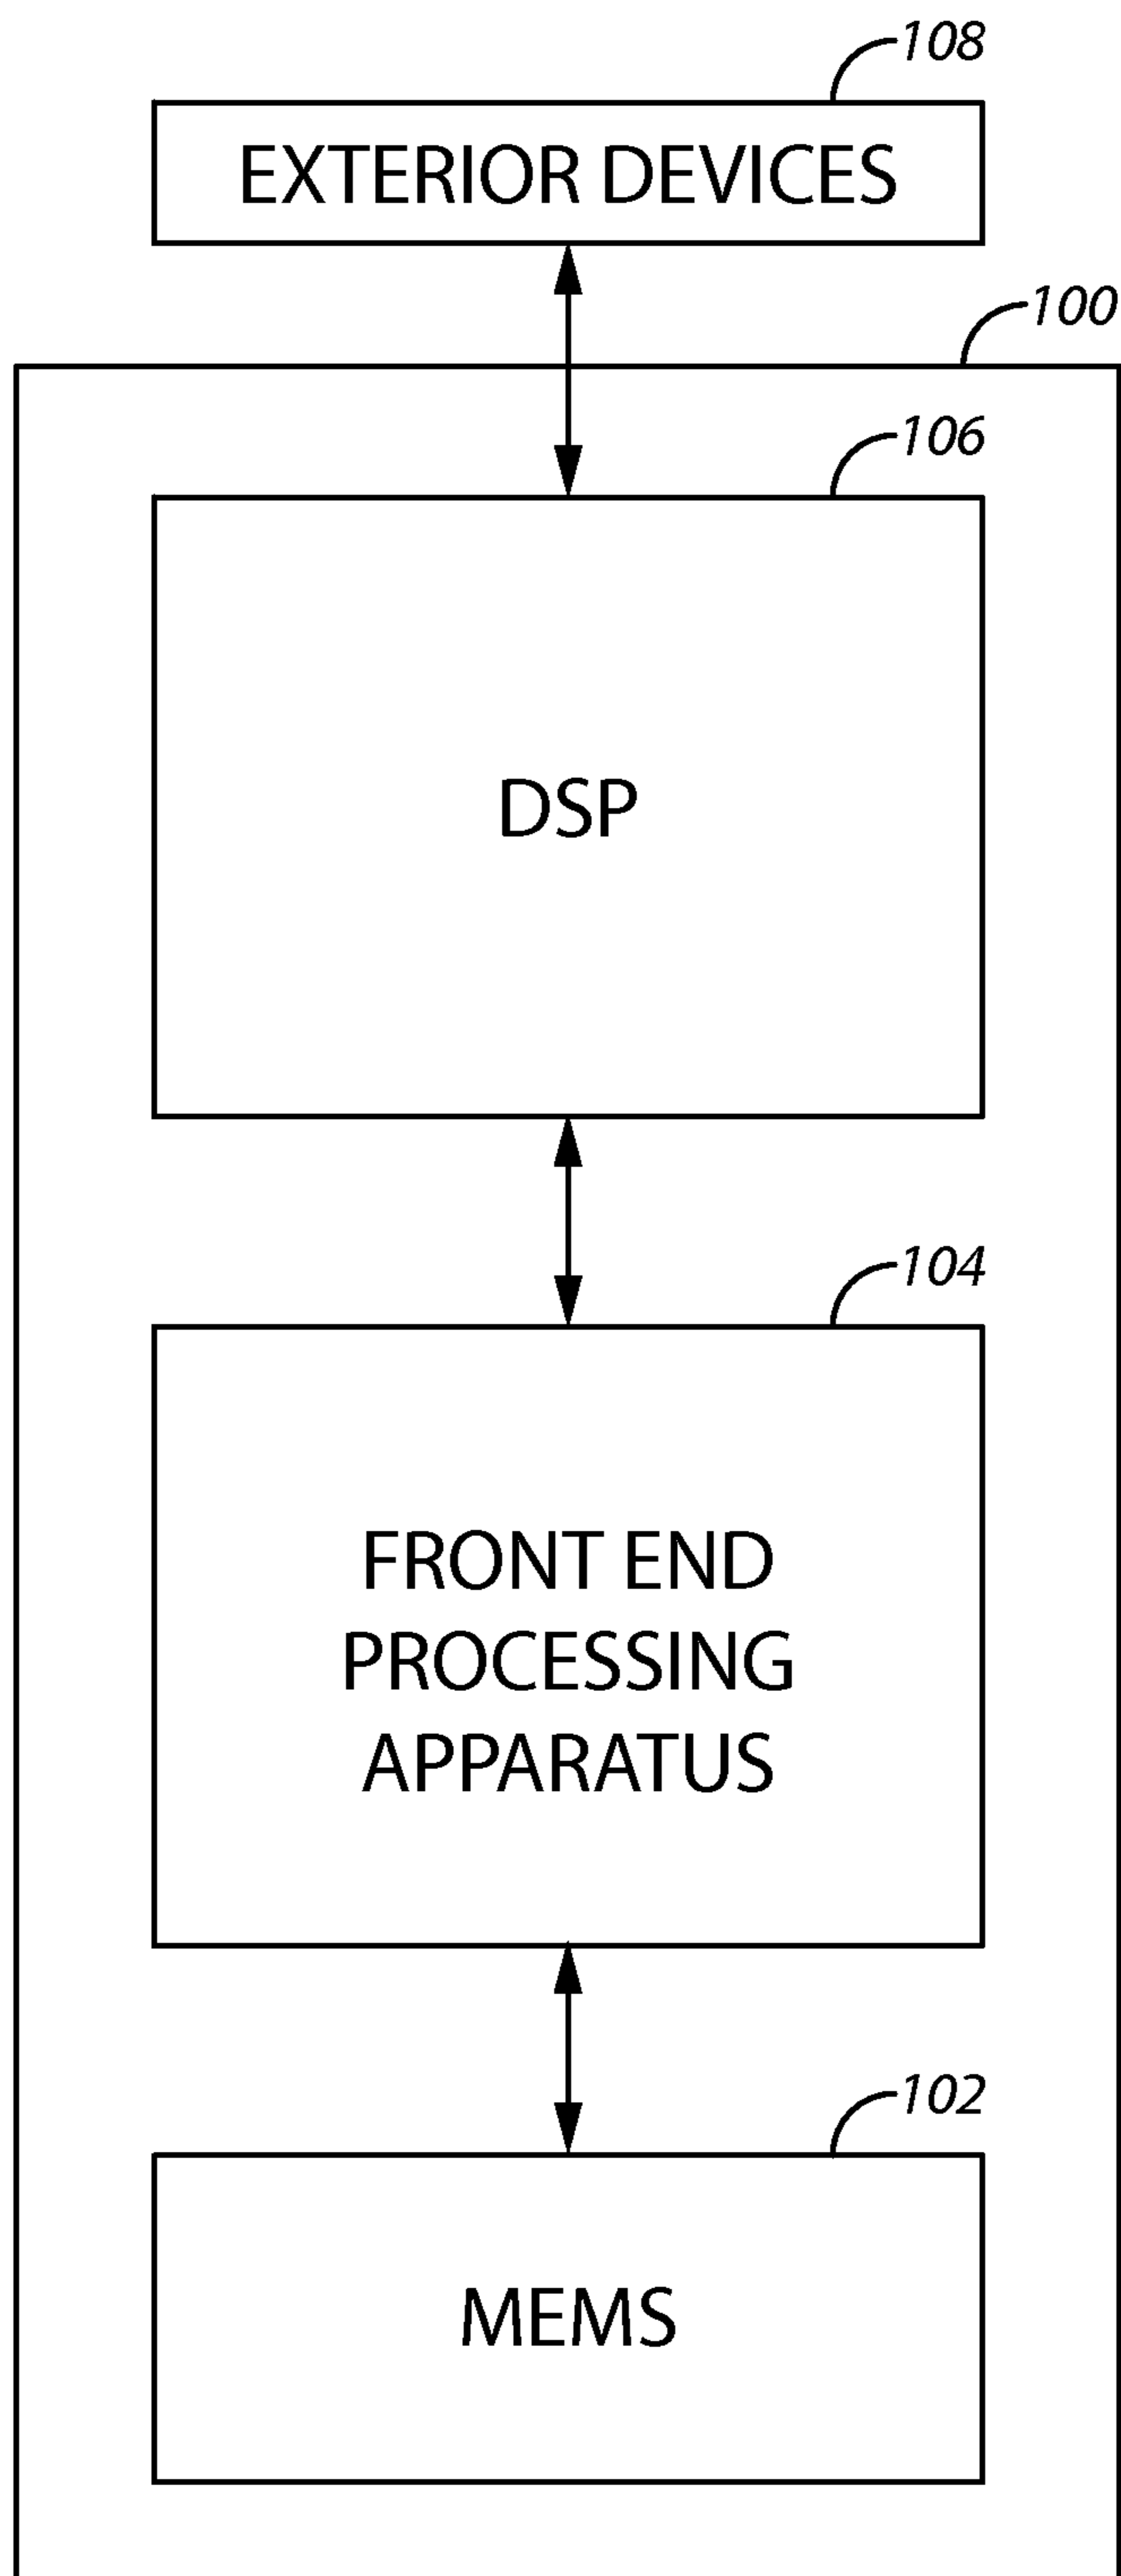 108
EXTERIOR DEVICES
100
106
DSP
104
FRONT END
PROCESSING
APPARATUS
102
MEMS